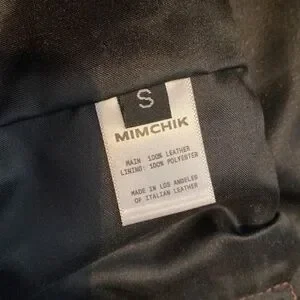 S
MIMCHIK
MAIN 100% LEATHER
LINING: 100% POLYESTER
MADE IN LOS ANGELES
OF ITALIAN LEATHER